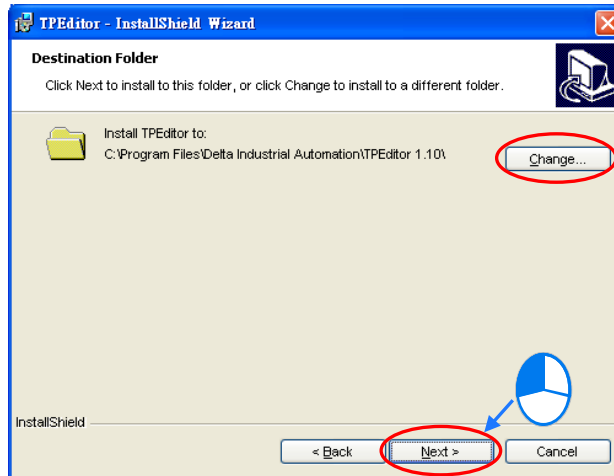 TPEditor - InstallShield Wizard
Destination Folder
Click Next to install to this folder, or click Change to install to a different folder.
Install TPEditor to:
C:\Program Files\Delta Industrial Automation\TPEditor 1.10\
Change...
InstallShield
< Back
Next >
Cancel